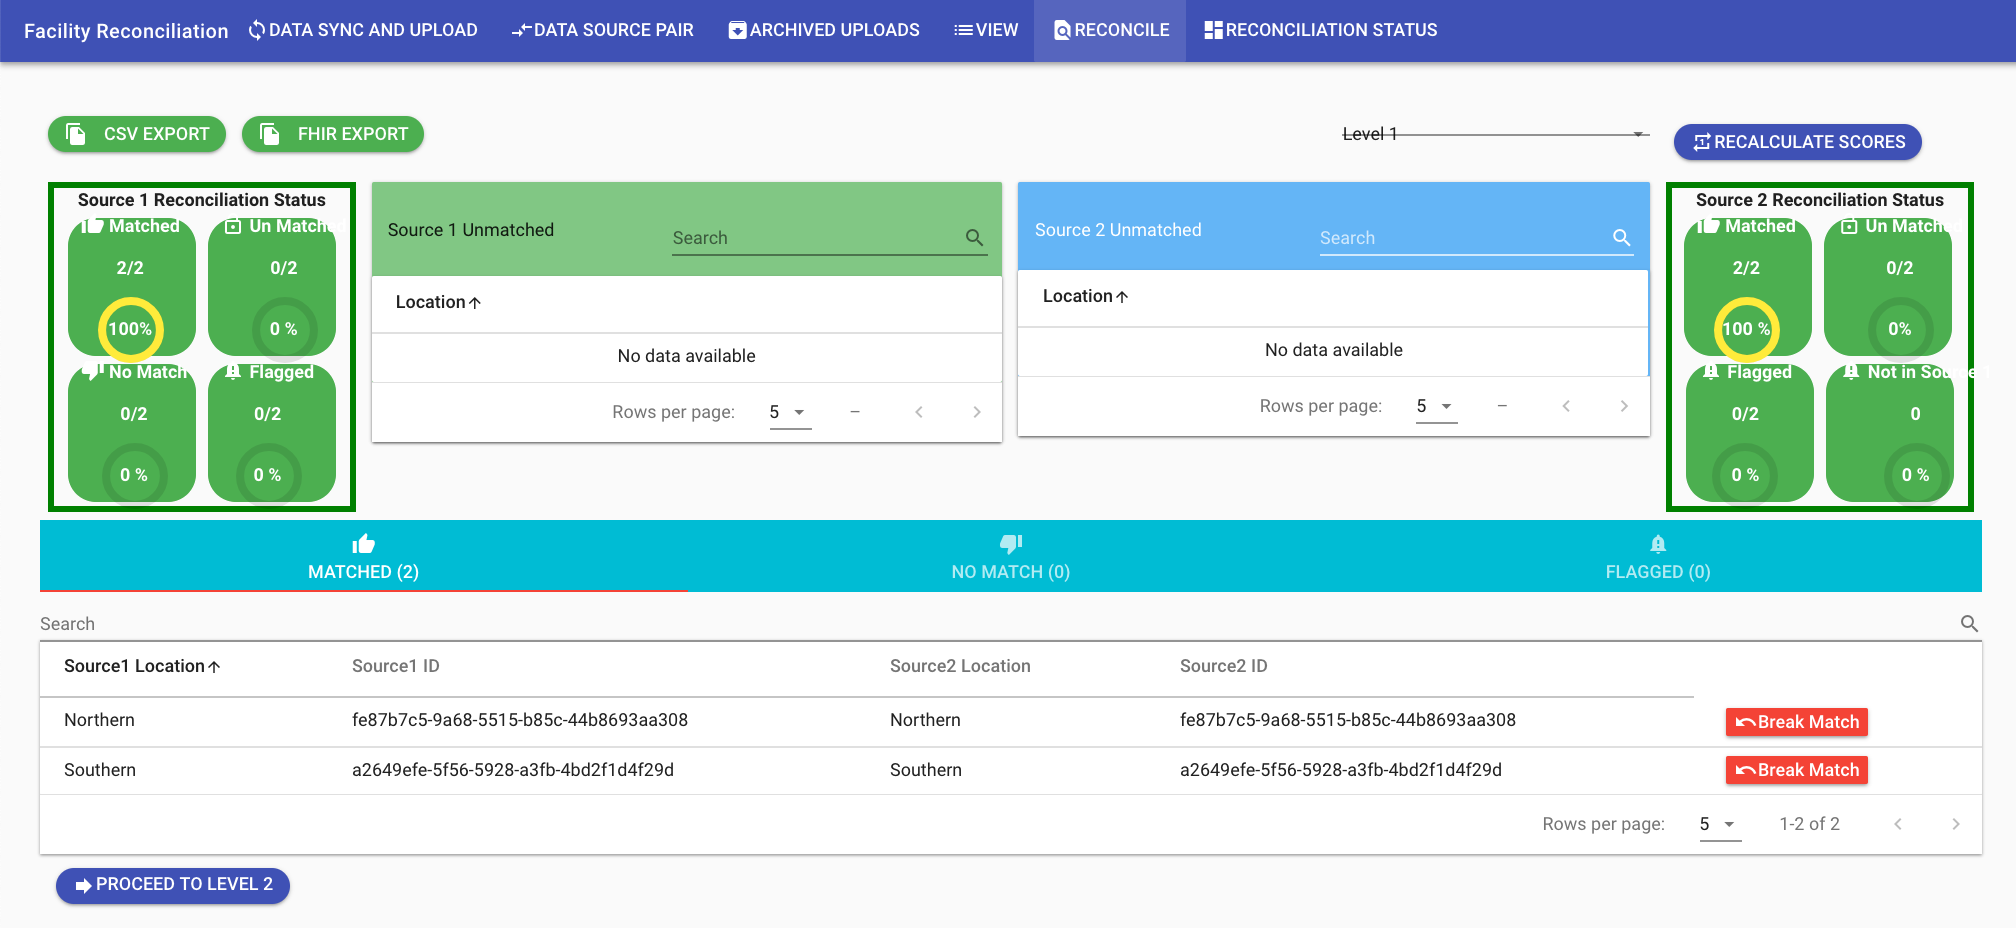 Facility Reconciliation DATA SYNC AND UPLOAD DATA SOURCE PAIR ARCHIVED UPLOADS VIEW RECONCILE RECONCILIATION STATUS
CSV EXPORT FHIR EXPORT Level 1 RECALCULATE SCORES
Source 1 Reconciliation Status
Matched Un Matched
2/2 0/2
100% 0 %
No Match Flagged
0/2 0/2
0 % 0 %
Source 1 Unmatched Search
Location
No data available
Rows per page: 5 –
Source 2 Unmatched Search
Location
No data available
Rows per page: 5 –
Source 2 Reconciliation Status
Matched Un Matched
2/2 0/2
100 % 0%
Flagged Not in Source 1
0/2 0
0 % 0 %
MATCHED (2) NO MATCH (0) FLAGGED (0)
Search
Source1 Location Source1 ID Source2 Location Source2 ID
Northern fe87b7c5-9a68-5515-b85c-44b8693aa308 Northern fe87b7c5-9a68-5515-b85c-44b8693aa308 Break Match
Southern a2649efe-5f56-5928-a3fb-4bd2f1d4f29d Southern a2649efe-5f56-5928-a3fb-4bd2f1d4f29d Break Match
Rows per page: 5 1-2 of 2
PROCEED TO LEVEL 2